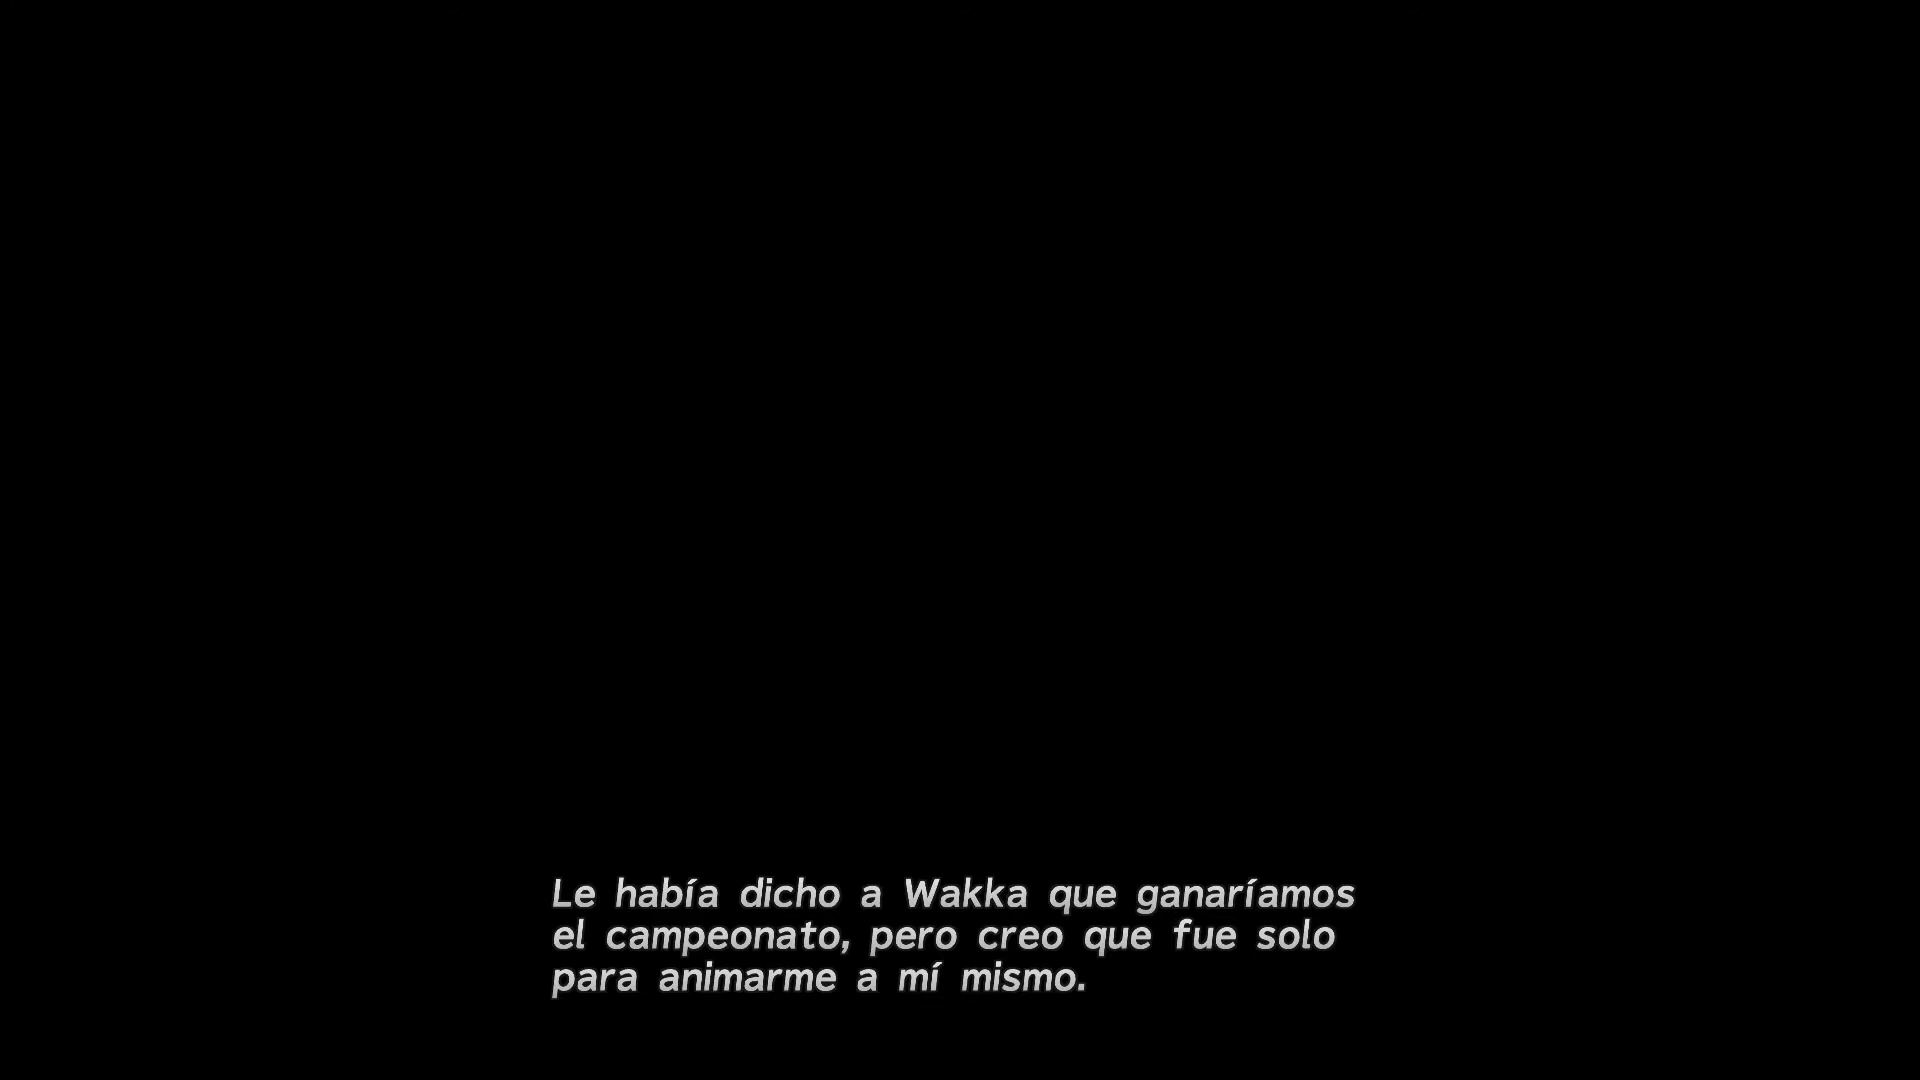 Le había dicho a Wakka que ganaríamos
el campeonato, pero creo que fue solo
para animarme a mí mismo.